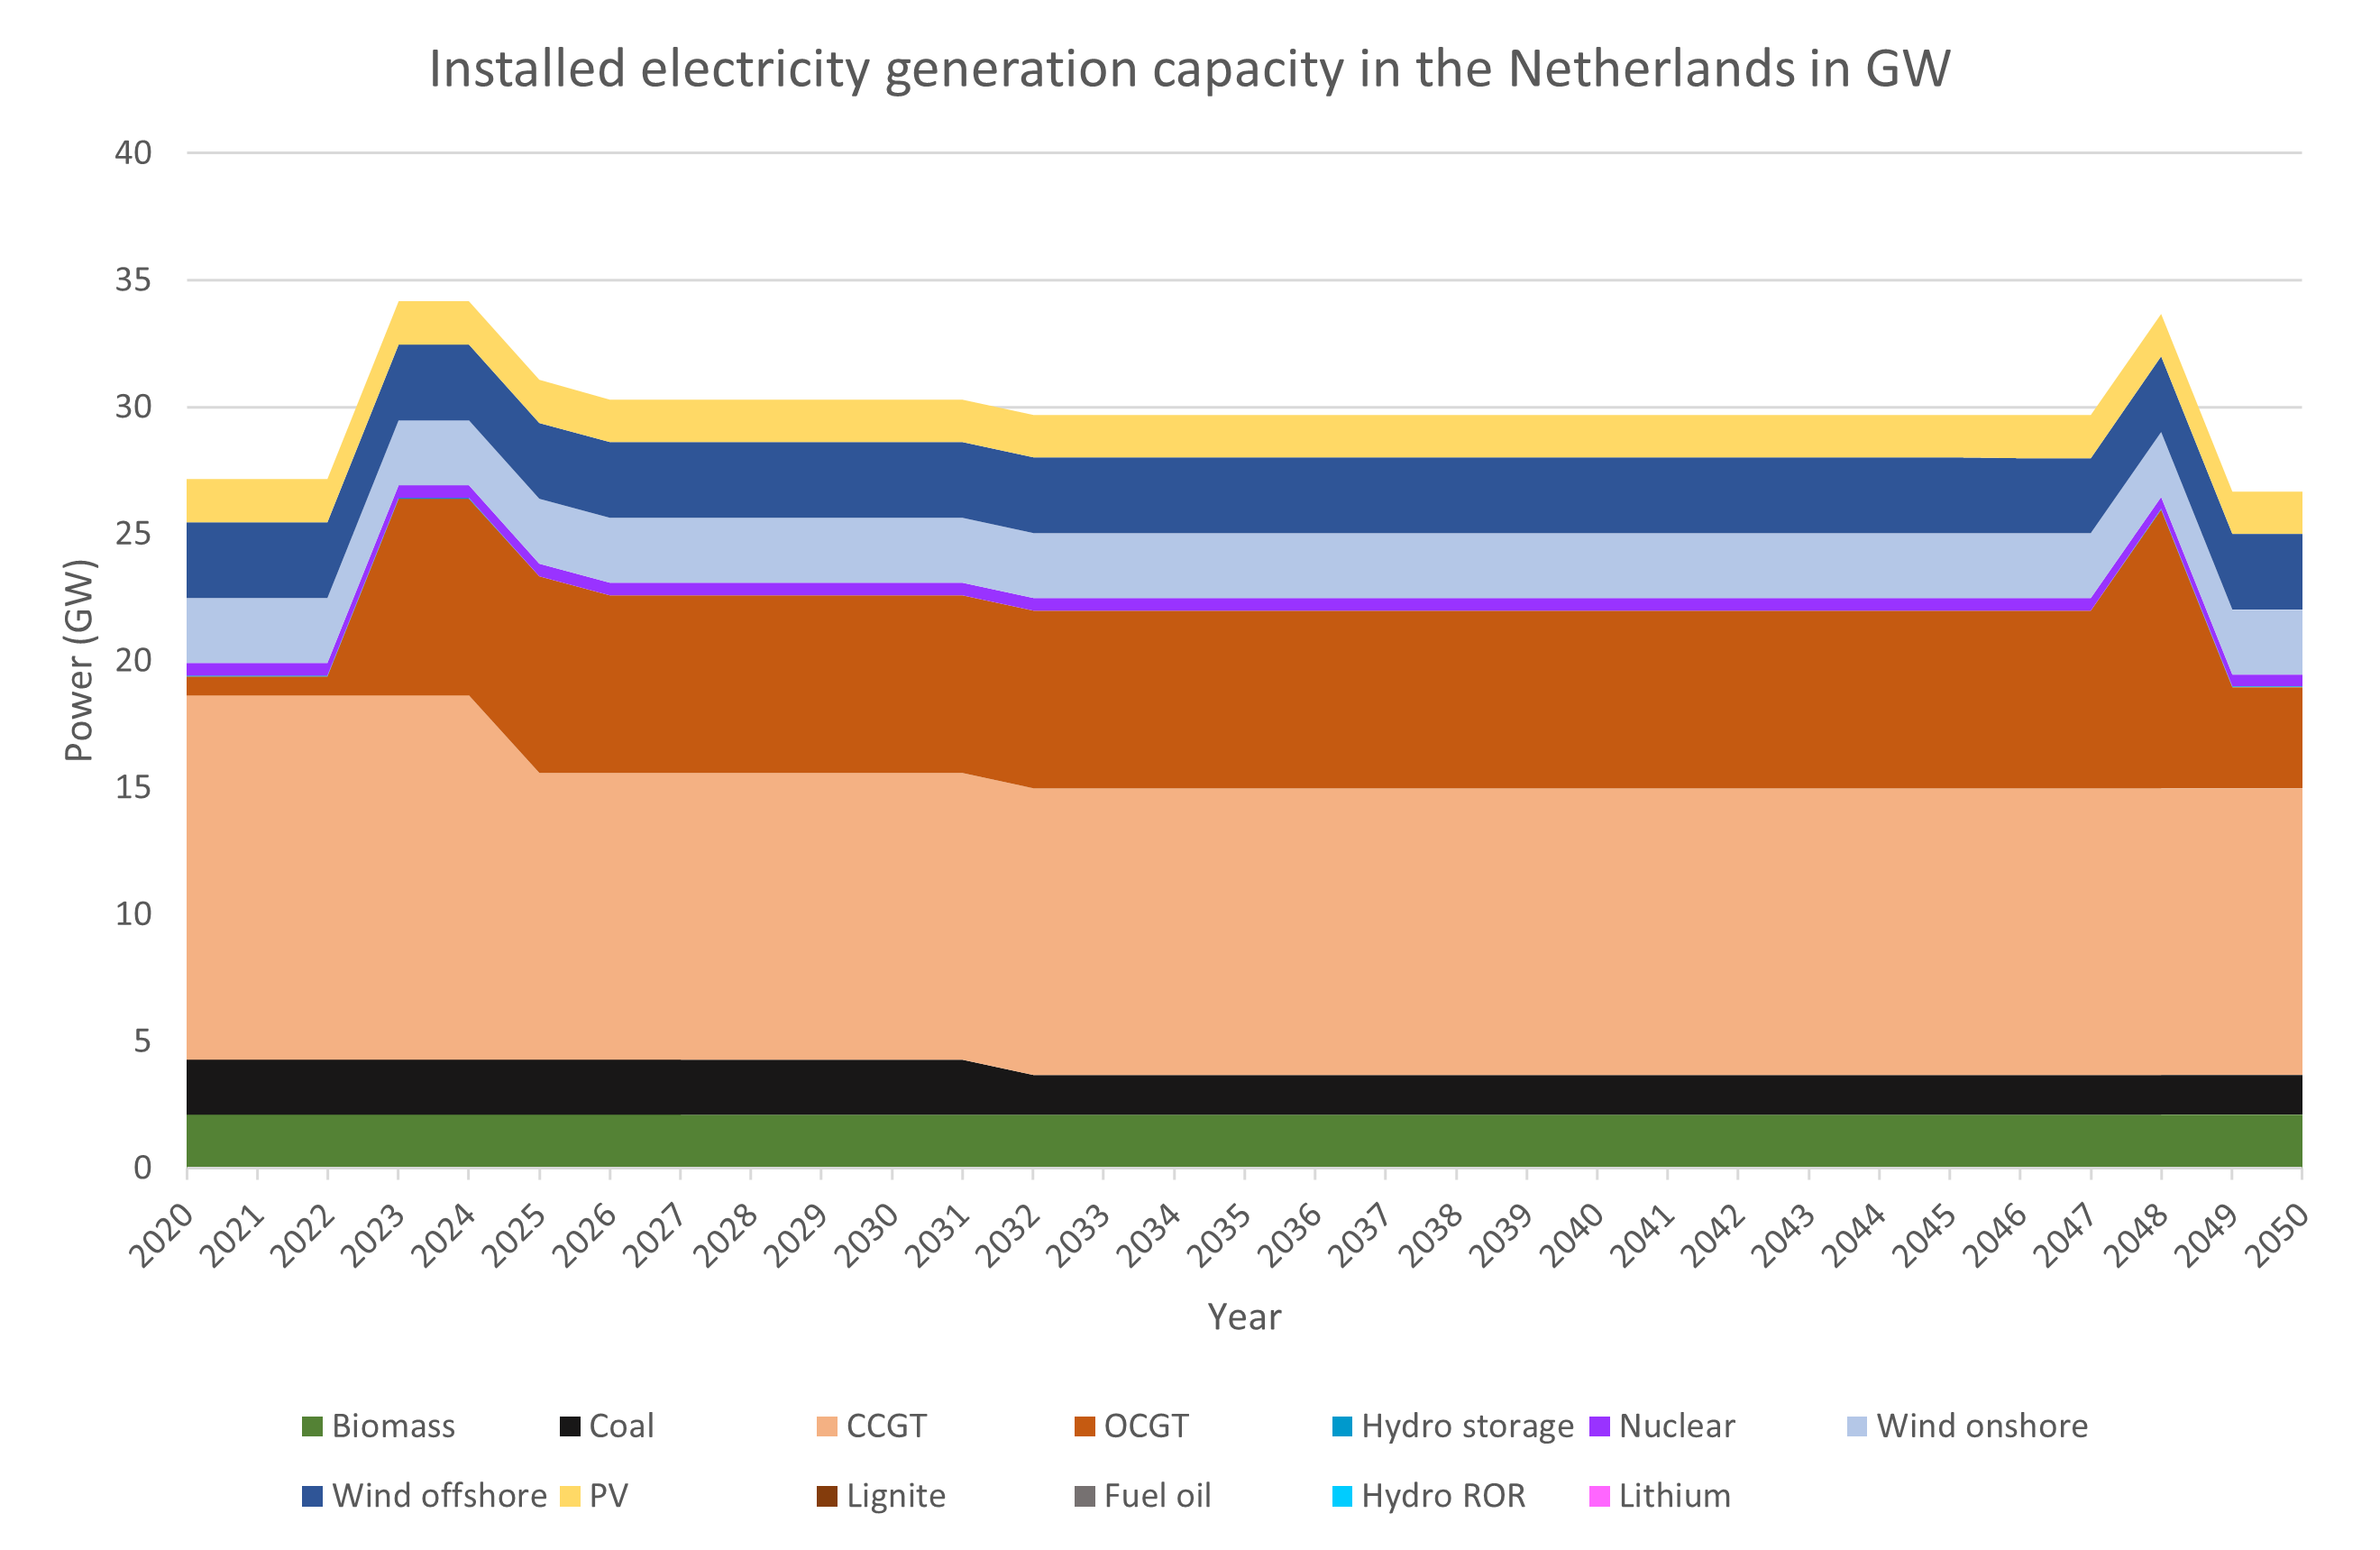 Installed electricity generation capacity in the Netherlands in GW
40
35
30
25
20
15
10
5
0
Power (GW)
2020 2021 2022 2023 2024 2025 2026 2027 2028 2029 2030 2031 2032 2033 2034 2035 2036 2037 2038 2039 2040 2041 2042 2043 2044 2045 2046 2047 2048 2049 2050
Year
Biomass Coal CCGT OCGT Hydro storage Nuclear Wind onshore
Wind offshore PV Lignite Fuel oil Hydro ROR Lithium